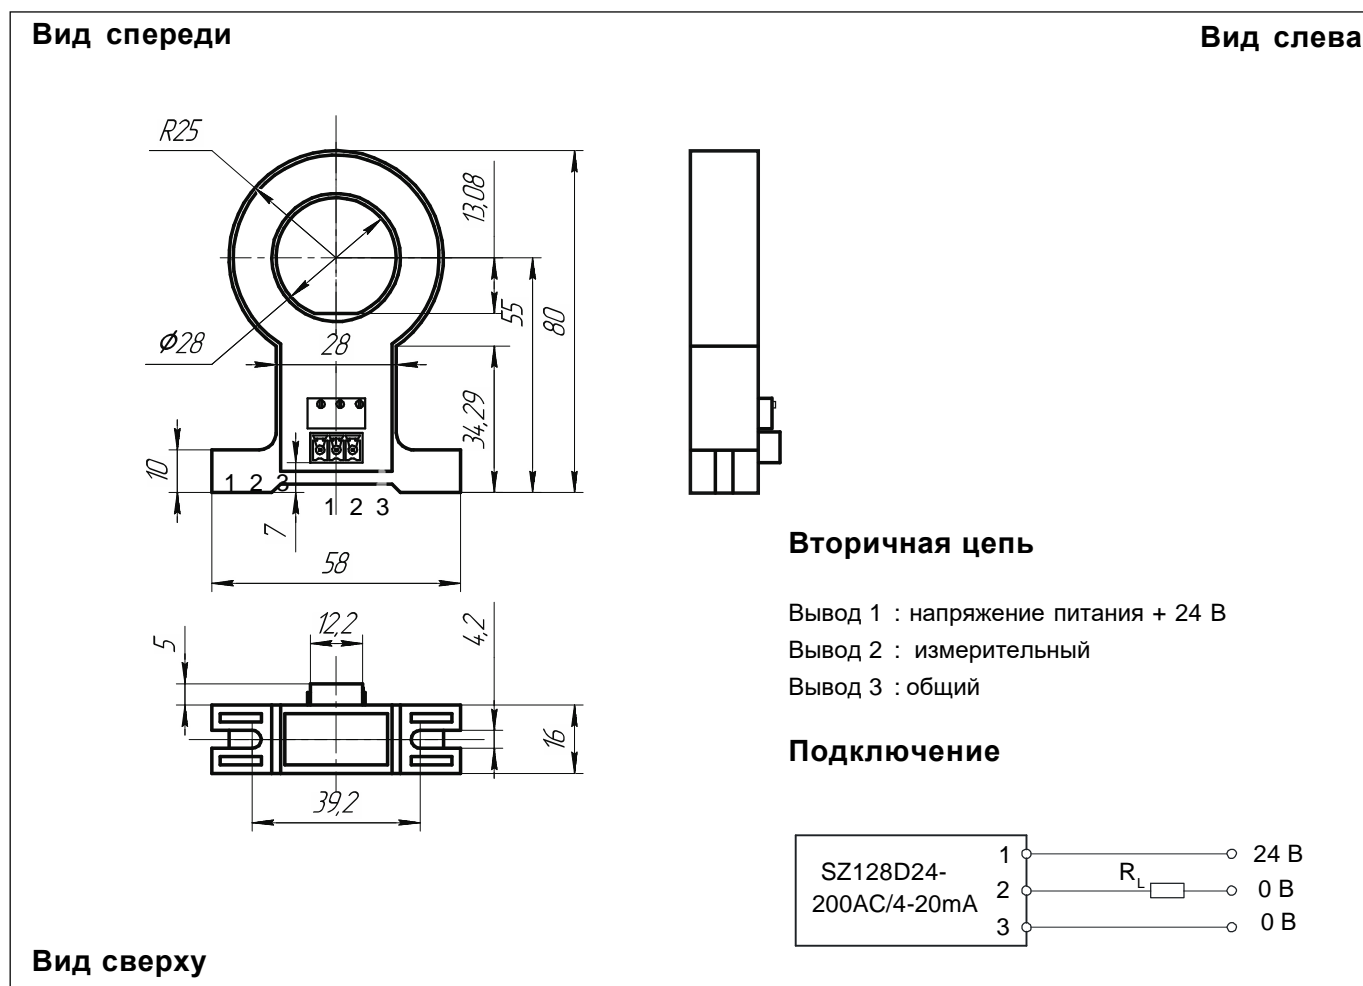 Вид спереди
Вид слева
R25
13,08
55
80
Ø28
28
34,29
10
1 2 3
7
1 2 3
58
Вторичная цепь
Вывод 1 : напряжение питания + 24 В
Вывод 2 : измерительный
Вывод 3 : общий
5
12,2
4,2
16
39,2
Подключение
SZ128D24-
200AC/4-20mA
1
24 В
2
RL
0 В
3
0 В
Вид сверху